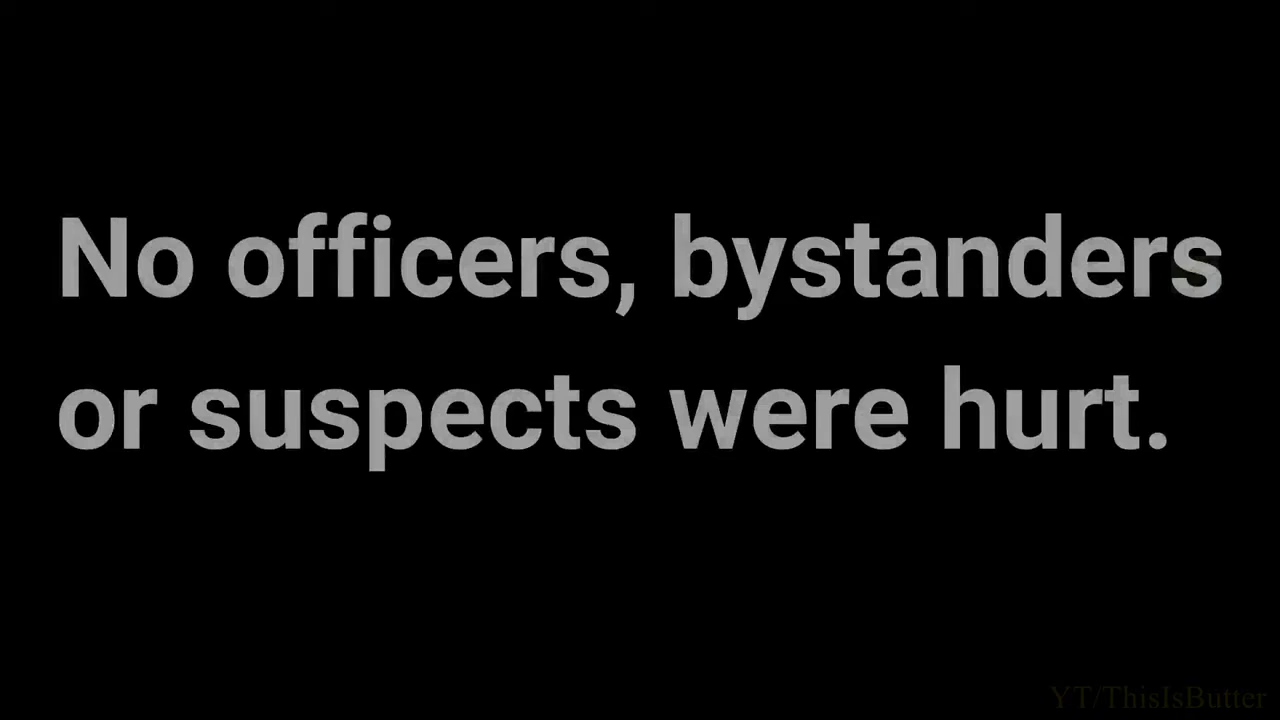 No officers, bystanders
or suspects were hurt.
YT/ThisIsButter